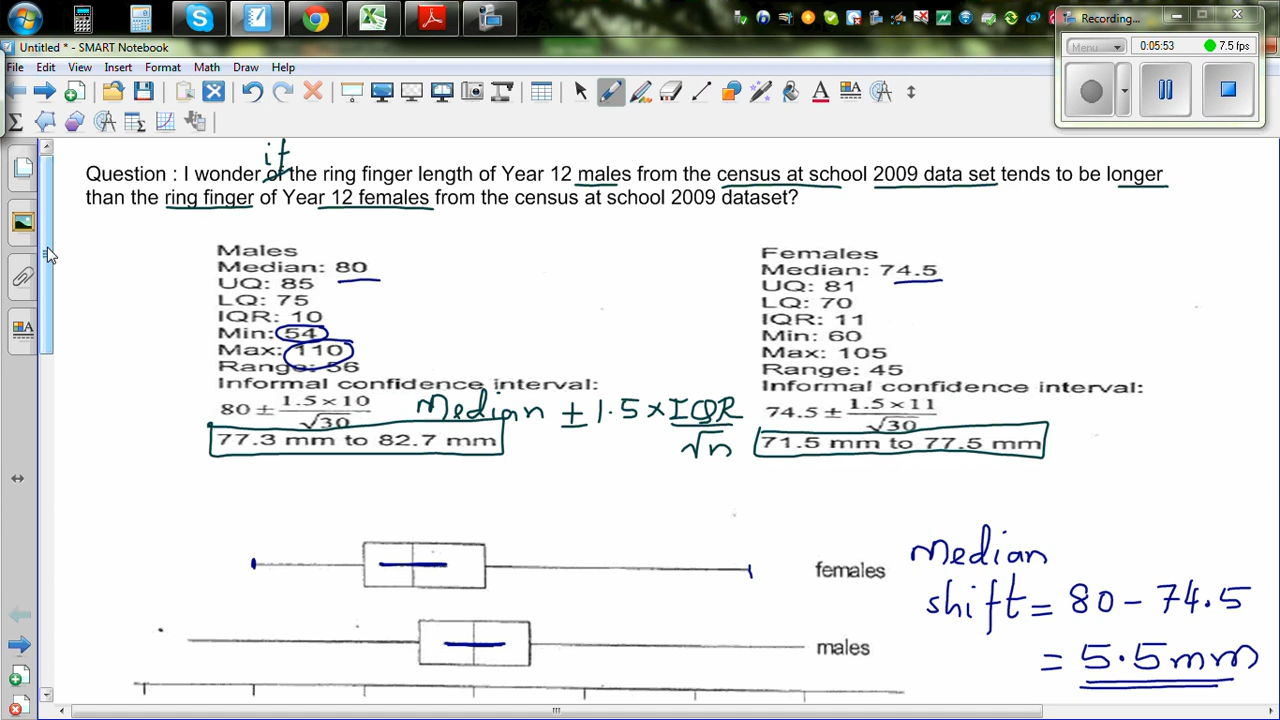 Recording...
Untitled * - SMART Notebook
Menu
0:05:53
7.5 fps
File Edit View Insert Format Math Draw Help
if
Question : I wonder of the ring finger length of Year 12 males from the census at school 2009 data set tends to be longer
than the ring finger of Year 12 females from the census at school 2009 dataset?
Males
Median: 80
UQ: 85
LQ: 75
IQR: 10
Min: 54
Max: 110
Range: 56
Informal confidence interval:
80 ± 1.5 × 10 / √30
77.3 mm to 82.7 mm
Median ± 1.5 × IQR / √n
Females
Median: 74.5
UQ: 81
LQ: 70
IQR: 11
Min: 60
Max: 105
Range: 45
Informal confidence interval:
74.5 ± 1.5 × 11 / √30
71.5 mm to 77.5 mm
females
males
Median
shift = 80 - 74.5
= 5.5mm